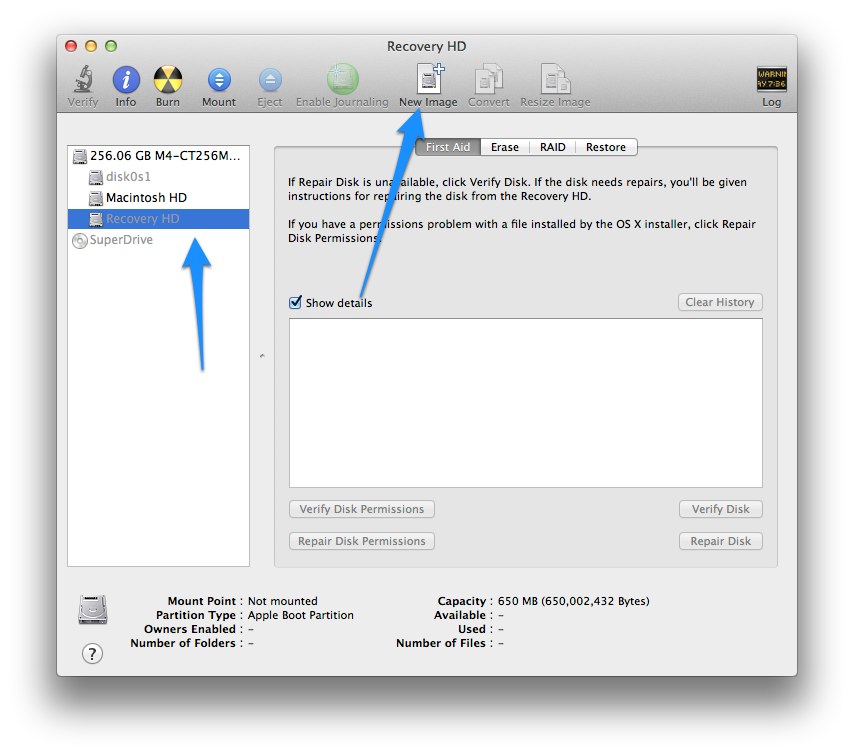 Recovery HD
Verify
Info
Burn
Mount
Eject
Enable Journaling
New Image
Convert
Resize Image
WARNIN
AY 7:36
Log
256.06 GB M4-CT256M...
disk0s1
Macintosh HD
Recovery HD
SuperDrive
First Aid
Erase
RAID
Restore
If Repair Disk is unavailable, click Verify Disk. If the disk needs repairs, you'll be given
instructions for repairing the disk from the Recovery HD.
If you have a permissions problem with a file installed by the OS X installer, click Repair
Disk Permissions.
Show details
Clear History
Verify Disk Permissions
Verify Disk
Repair Disk Permissions
Repair Disk
Mount Point : Not mounted
Partition Type : Apple Boot Partition
Owners Enabled : –
Number of Folders : –
Capacity : 650 MB (650,002,432 Bytes)
Available : –
Used : –
Number of Files : –
?